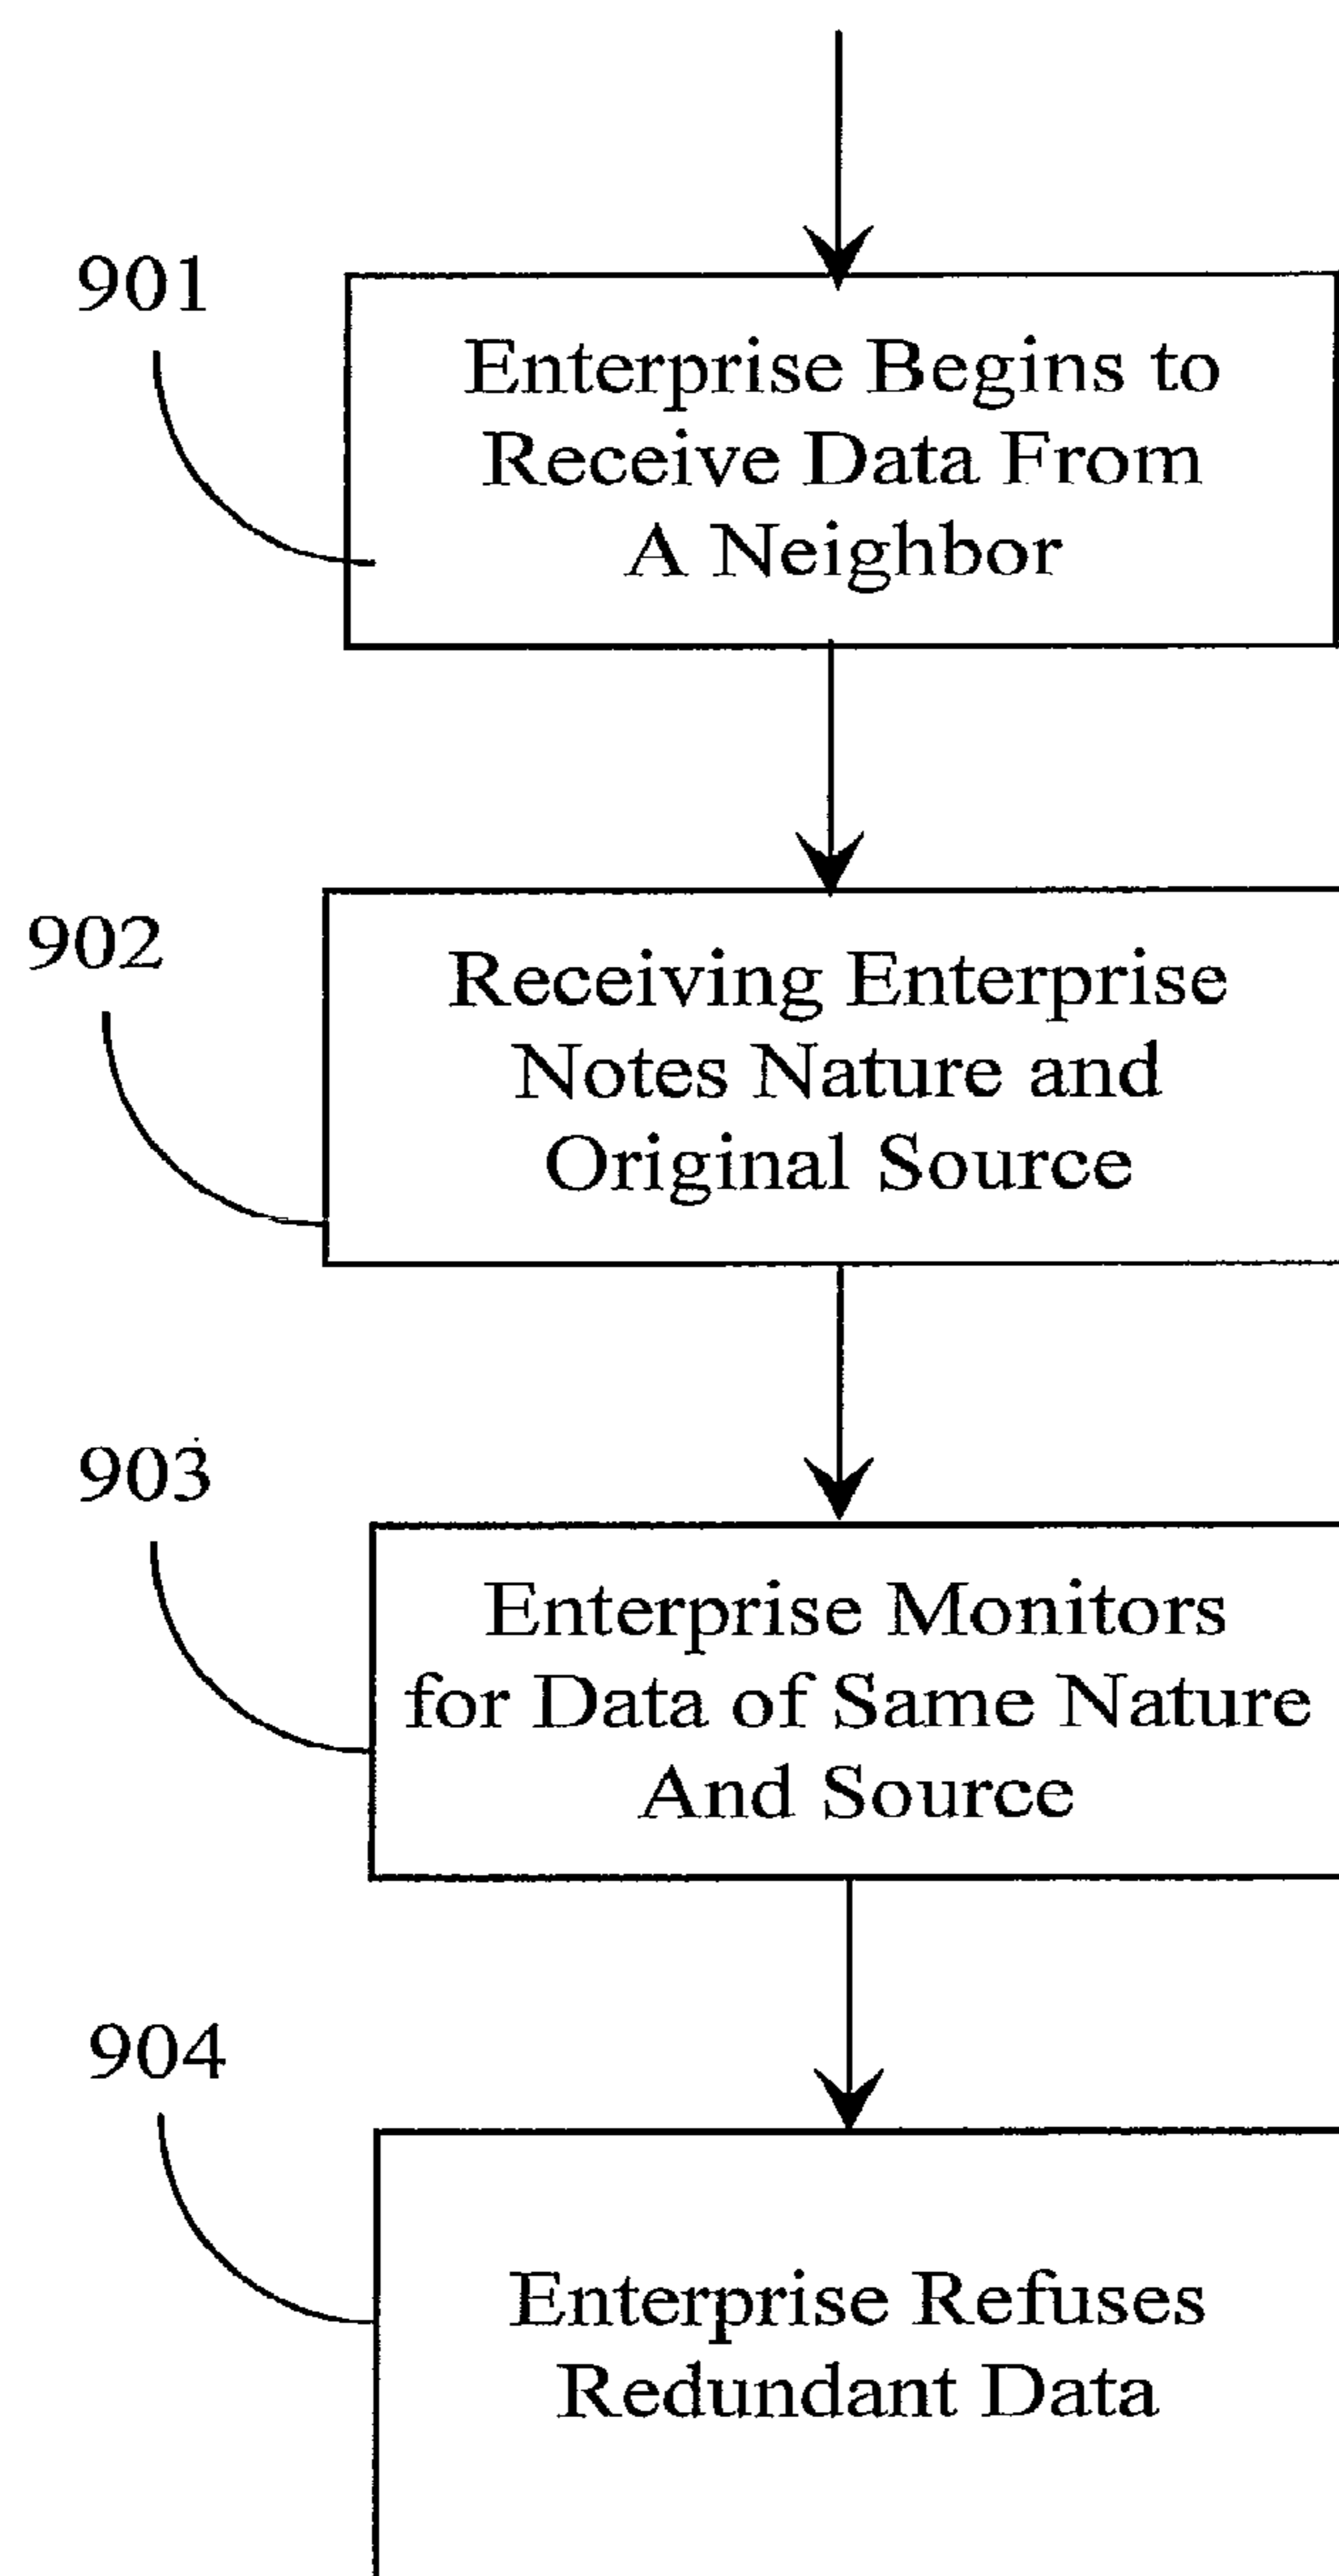 901
Enterprise Begins to
Receive Data From
A Neighbor
902
Receiving Enterprise
Notes Nature and
Original Source
903
Enterprise Monitors
for Data of Same Nature
And Source
904
Enterprise Refuses
Redundant Data